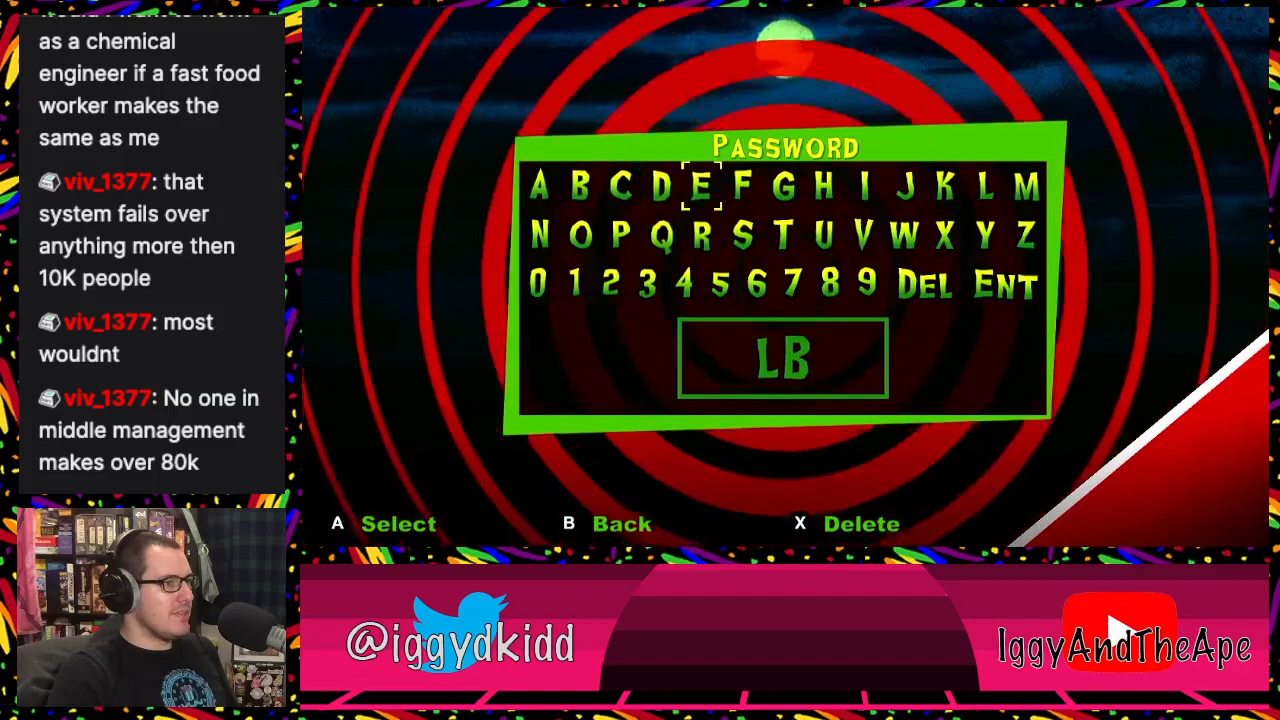 as a chemical
engineer if a fast food
worker makes the
same as me
viv_1377: that
system fails over
anything more then
10K people
viv_1377: most
wouldnt
viv_1377: No one in
middle management
makes over 80k
PASSWORD
A B C D E F G H I J K L M
N O P Q R S T U V W X Y Z
0 1 2 3 4 5 6 7 8 9 DEL ENT
LB
A Select B Back X Delete
@iggydkidd
IggyAndTheApe